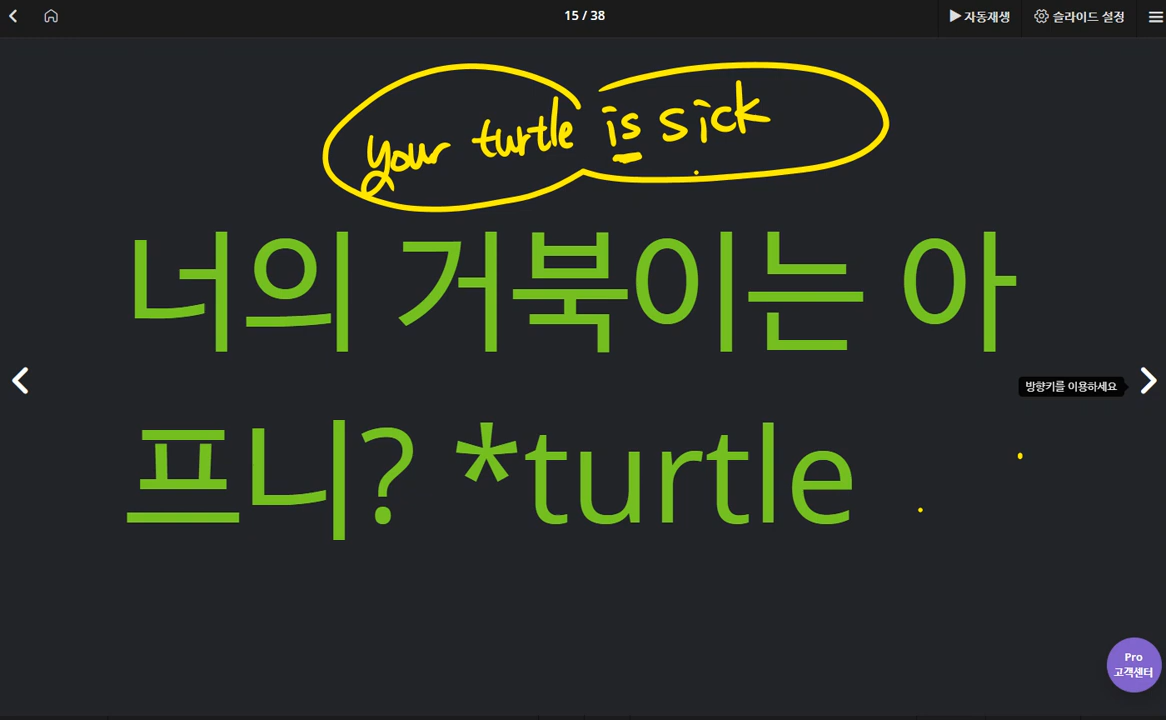 15 / 38
자동재생
슬라이드 설정
your turtle is sick
너의 거북이는 아
프니? *turtle
방향키를 이용하세요
Pro
고객센터